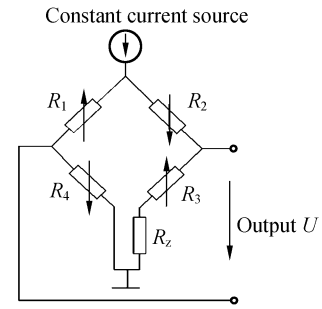 Constant current source
R1
R2
R4
R3
Rz
Output U